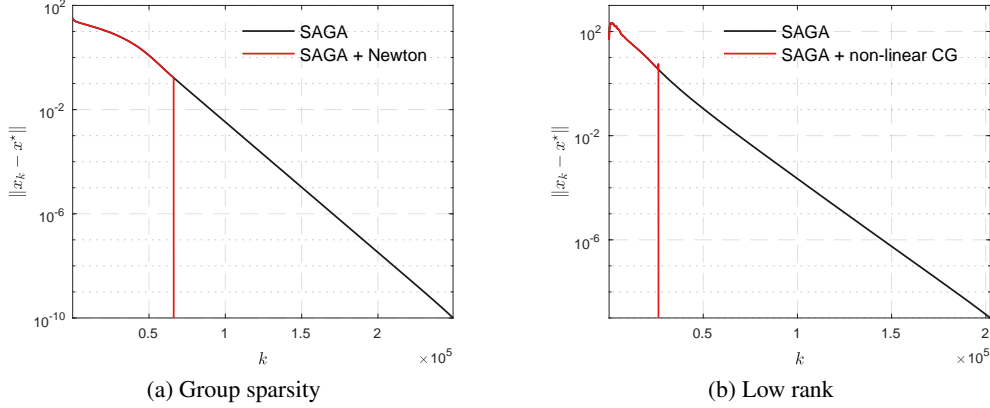 10^2
10^-2
10^-6
10^-10
‖x_k − x^⋆‖
SAGA
SAGA + Newton
0.5 1 1.5 2
×10^5
k
(a) Group sparsity
10^2
10^-2
10^-6
‖x_k − x^⋆‖
SAGA
SAGA + non-linear CG
0.5 1 1.5 2
×10^5
k
(b) Low rank